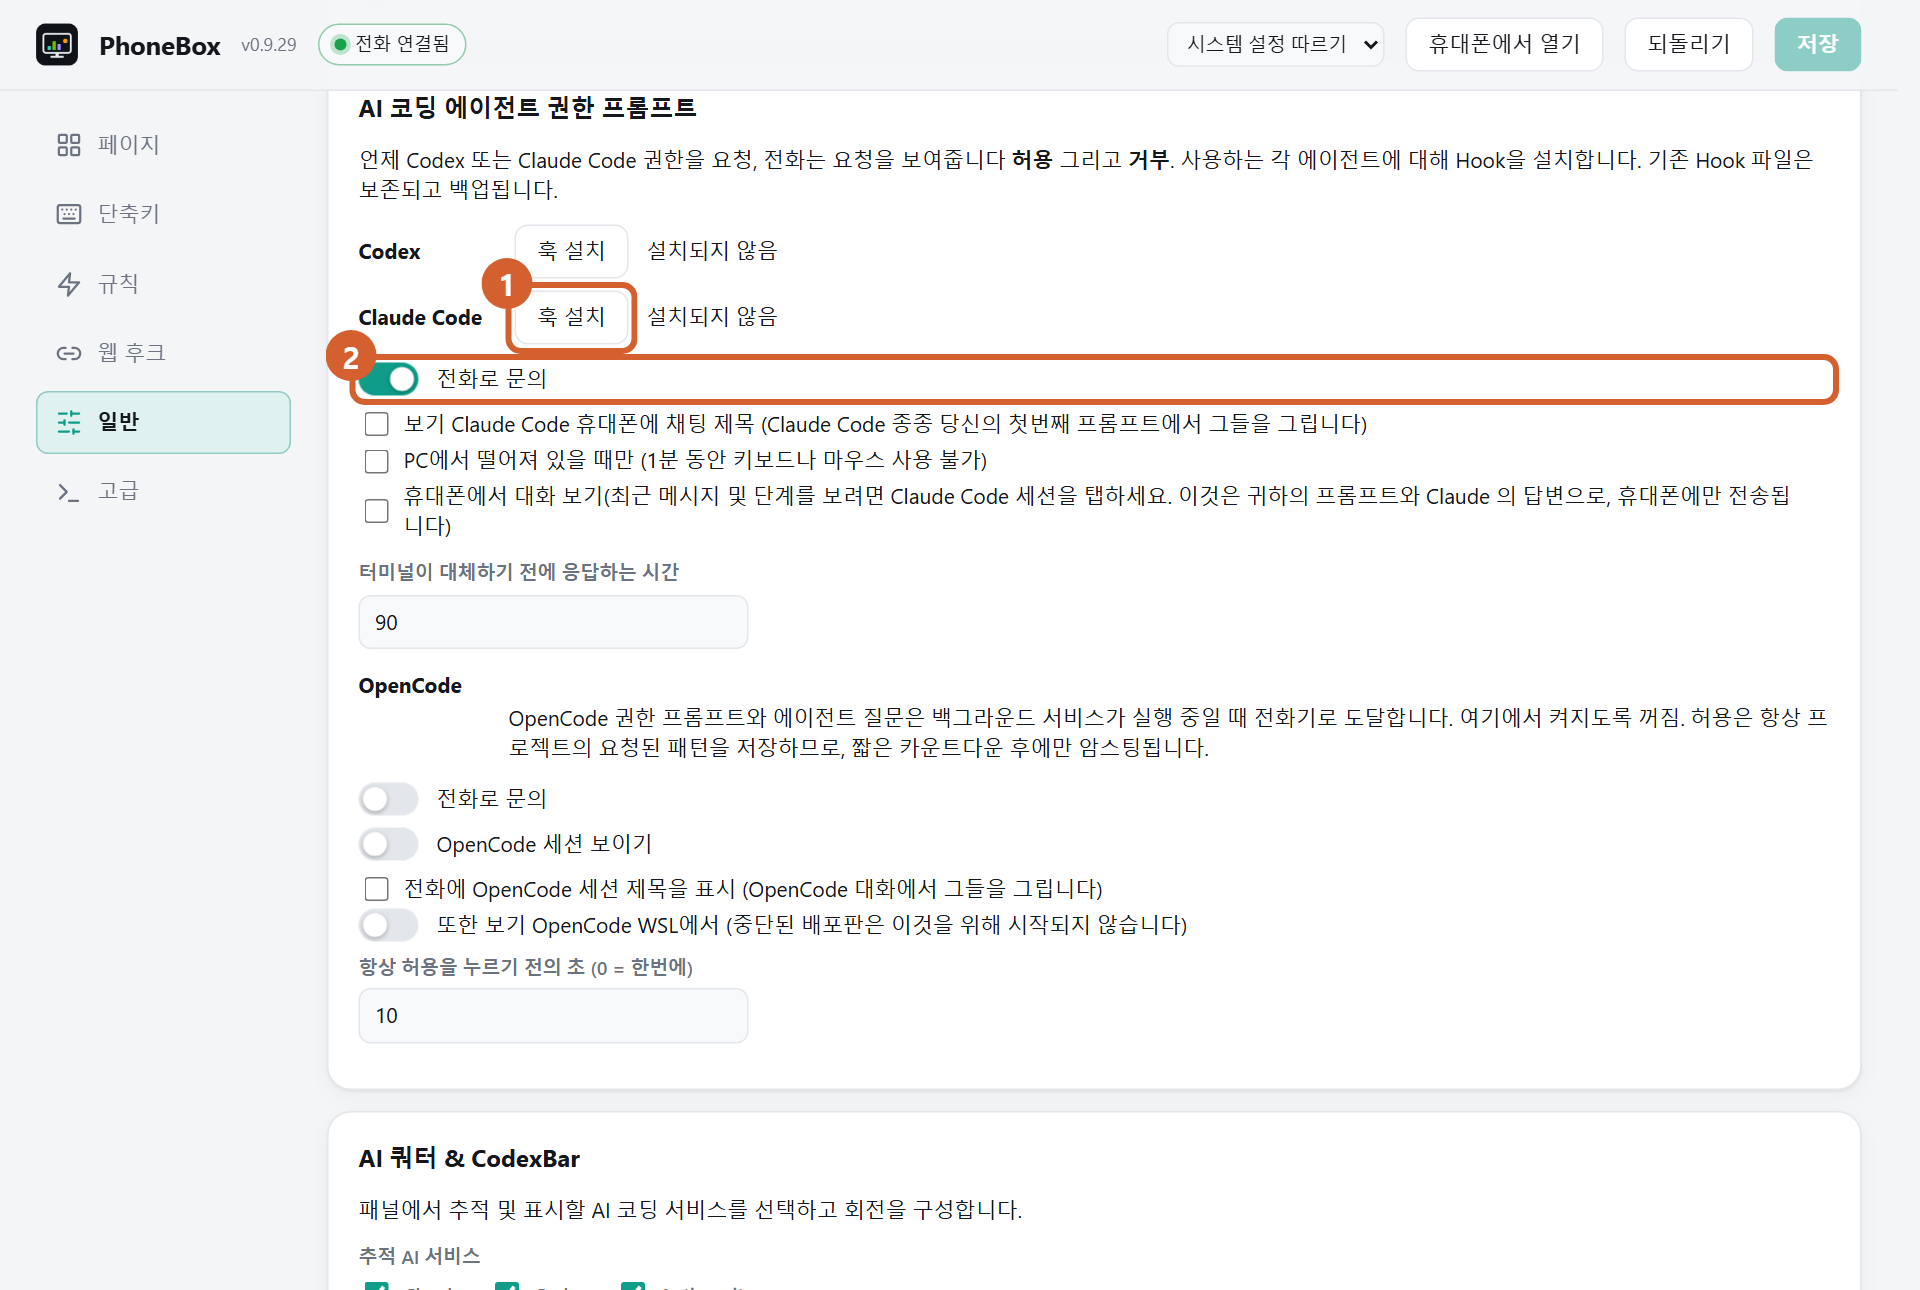 PhoneBox v0.9.29 전화 연결됨
시스템 설정 따르기
휴대폰에서 열기
되돌리기
저장
페이지
단축키
규칙
웹 후크
일반
고급
AI 코딩 에이전트 권한 프롬프트
언제 Codex 또는 Claude Code 권한을 요청, 전화는 요청을 보여줍니다 허용 그리고 거부. 사용하는 각 에이전트에 대해 Hook을 설치합니다. 기존 Hook 파일은
보존되고 백업됩니다.
Codex 훅 설치 설치되지 않음
1
Claude Code 훅 설치 설치되지 않음
2
전화로 문의
보기 Claude Code 휴대폰에 채팅 제목 (Claude Code 종종 당신의 첫번째 프롬프트에서 그들을 그립니다)
PC에서 떨어져 있을 때만 (1분 동안 키보드나 마우스 사용 불가)
휴대폰에서 대화 보기(최근 메시지 및 단계를 보려면 Claude Code 세션을 탭하세요. 이것은 귀하의 프롬프트와 Claude 의 답변으로, 휴대폰에만 전송됩
니다)
터미널이 대체하기 전에 응답하는 시간
90
OpenCode
OpenCode 권한 프롬프트와 에이전트 질문은 백그라운드 서비스가 실행 중일 때 전화기로 도달합니다. 여기에서 켜지도록 꺼짐. 허용은 항상 프
로젝트의 요청된 패턴을 저장하므로, 짧은 카운트다운 후에만 암스팅됩니다.
전화로 문의
OpenCode 세션 보이기
전화에 OpenCode 세션 제목을 표시 (OpenCode 대화에서 그들을 그립니다)
또한 보기 OpenCode WSL에서 (중단된 배포판은 이것을 위해 시작되지 않습니다)
항상 허용을 누르기 전의 초 (0 = 한번에)
10
AI 쿼터 & CodexBar
패널에서 추적 및 표시할 AI 코딩 서비스를 선택하고 회전을 구성합니다.
추적 AI 서비스